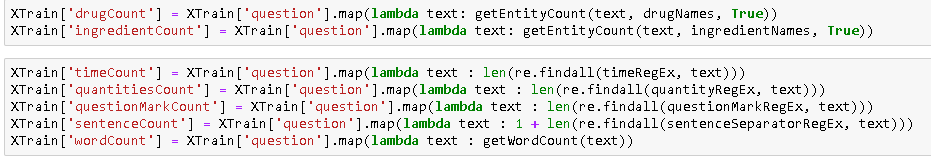 XTrain['drugCount'] = XTrain['question'].map(lambda text: getEntityCount(text, drugNames, True))
XTrain['ingredientCount'] = XTrain['question'].map(lambda text: getEntityCount(text, ingredientNames, True))
XTrain['timeCount'] = XTrain['question'].map(lambda text : len(re.findall(timeRegEx, text)))
XTrain['quantitiesCount'] = XTrain['question'].map(lambda text : len(re.findall(quantityRegEx, text)))
XTrain['questionMarkCount'] = XTrain['question'].map(lambda text : len(re.findall(questionMarkRegEx, text)))
XTrain['sentenceCount'] = XTrain['question'].map(lambda text : 1 + len(re.findall(sentenceSeparatorRegEx, text)))
XTrain['wordCount'] = XTrain['question'].map(lambda text : getWordCount(text))